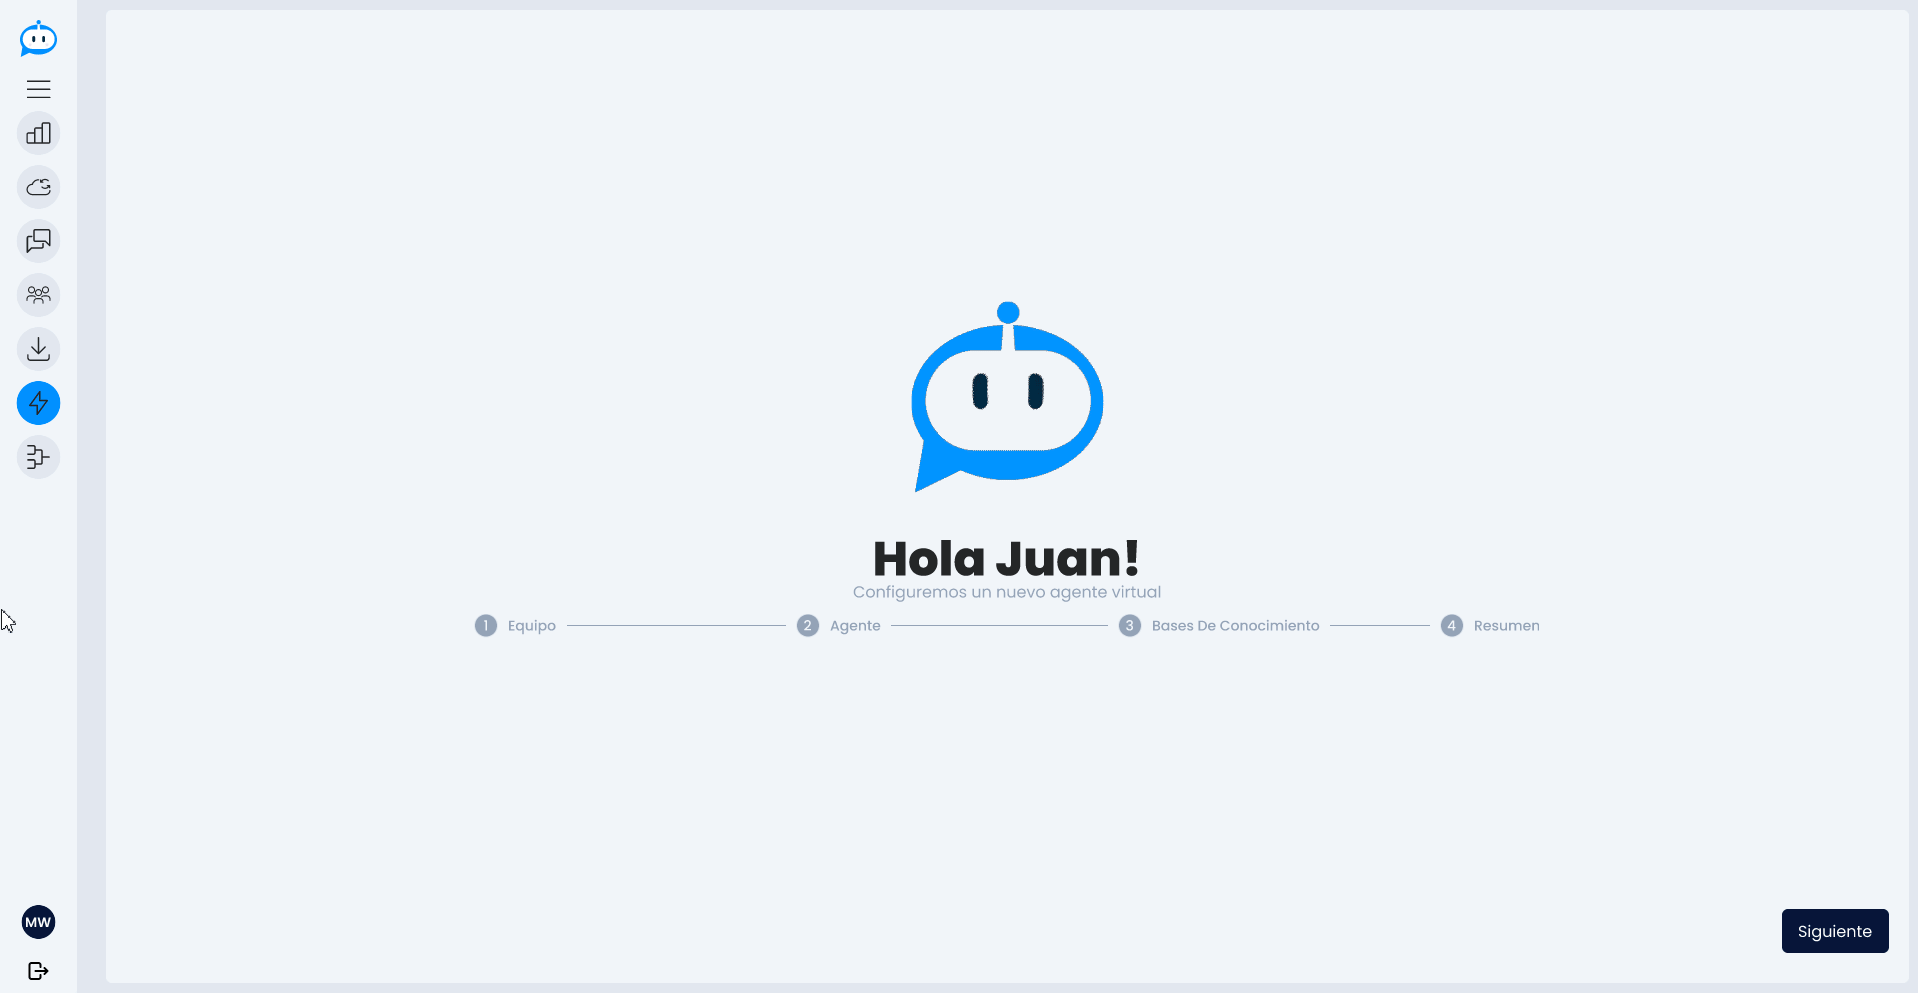 Hola Juan!
Configuremos un nuevo agente virtual
1 Equipo 2 Agente 3 Bases De Conocimiento 4 Resumen
MW
Siguiente